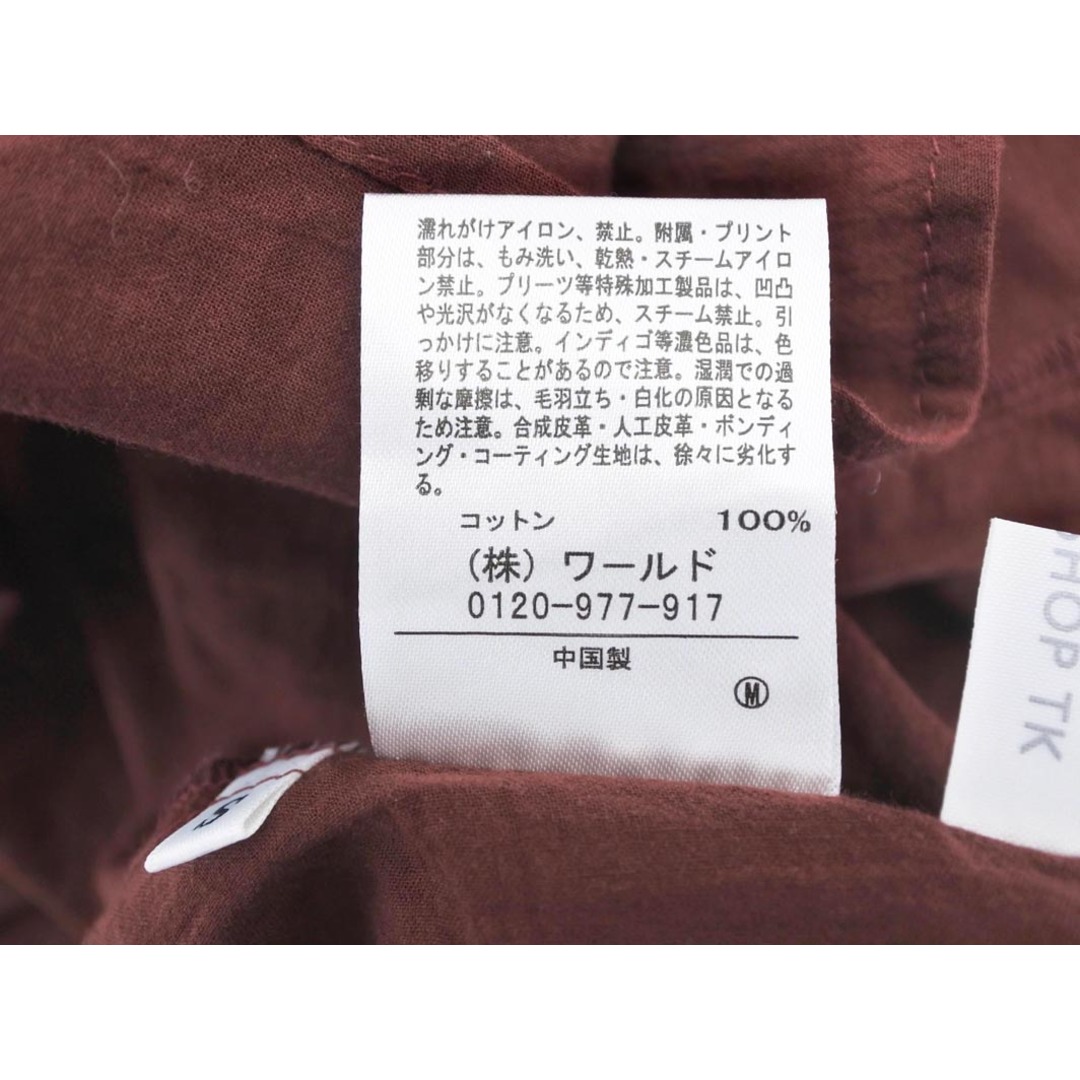 濡れがけアイロン、禁止。附属・プリント
部分は、もみ洗い、乾熱・スチームアイロ
ン禁止。プリーツ等特殊加工製品は、凹凸
や光沢がなくなるため、スチーム禁止。引
っかけに注意。インディゴ等濃色品は、色
移りすることがあるので注意。湿潤での過
剰な摩擦は、毛羽立ち・白化の原因となる
ため注意。合成皮革・人工皮革・ボンディ
ング・コーティング生地は、徐々に劣化す
る。
コットン 100%
(株) ワールド
0120-977-917
中国製
Ⓜ
HOP TK